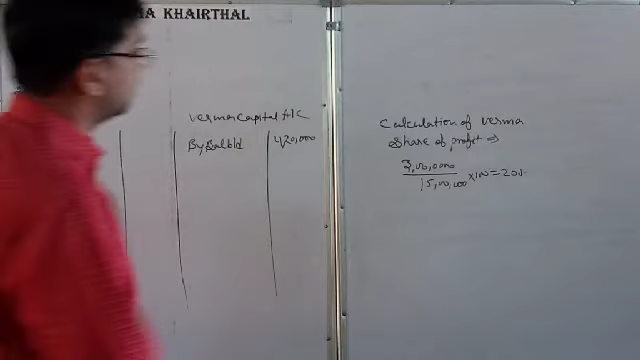 KHAIRTHAL
Verma Capital A/C
By Bal b/d 4,20,000
Calculation of Verma
Share of profit ⇒
3,00,000
15,00,000 ×100 = 20%